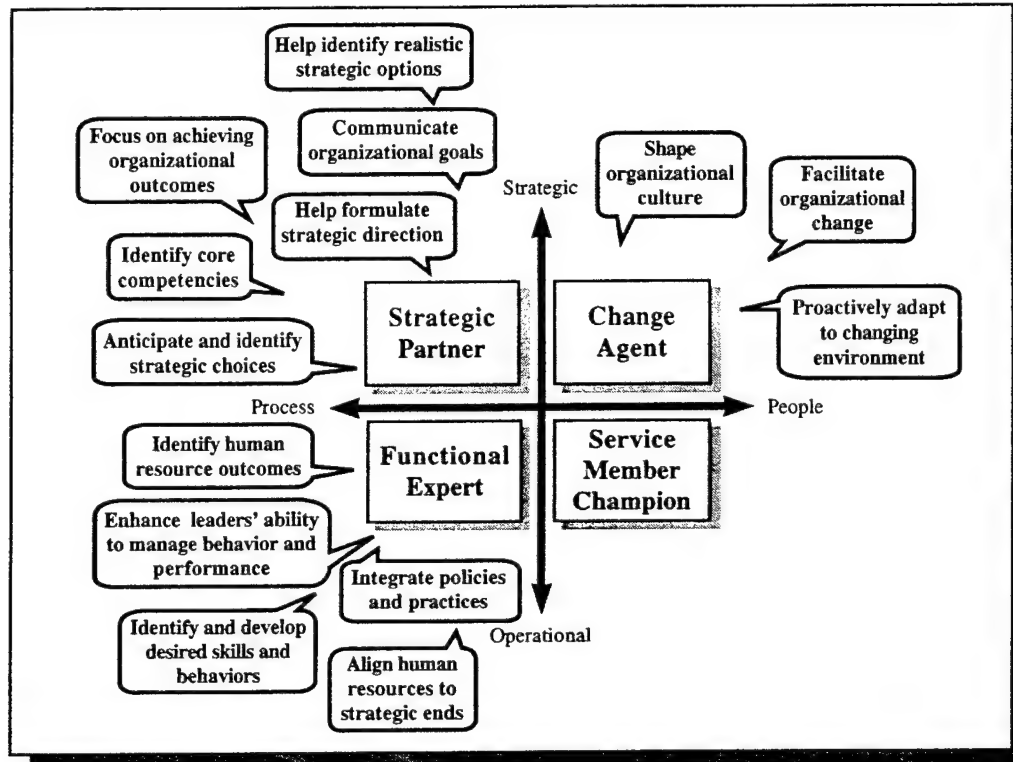 Help identify realistic
strategic options
Communicate
organizational goals
Focus on achieving
organizational
outcomes
Help formulate
strategic direction
Identify core
competencies
Anticipate and identify
strategic choices
Strategic
Shape
organizational
culture
Facilitate
organizational
change
Proactively adapt
to changing
environment
Strategic
Partner
Change
Agent
Process
People
Functional
Expert
Service
Member
Champion
Identify human
resource outcomes
Enhance leaders' ability
to manage behavior and
performance
Integrate policies
and practices
Identify and develop
desired skills and
behaviors
Align human
resources to
strategic ends
Operational